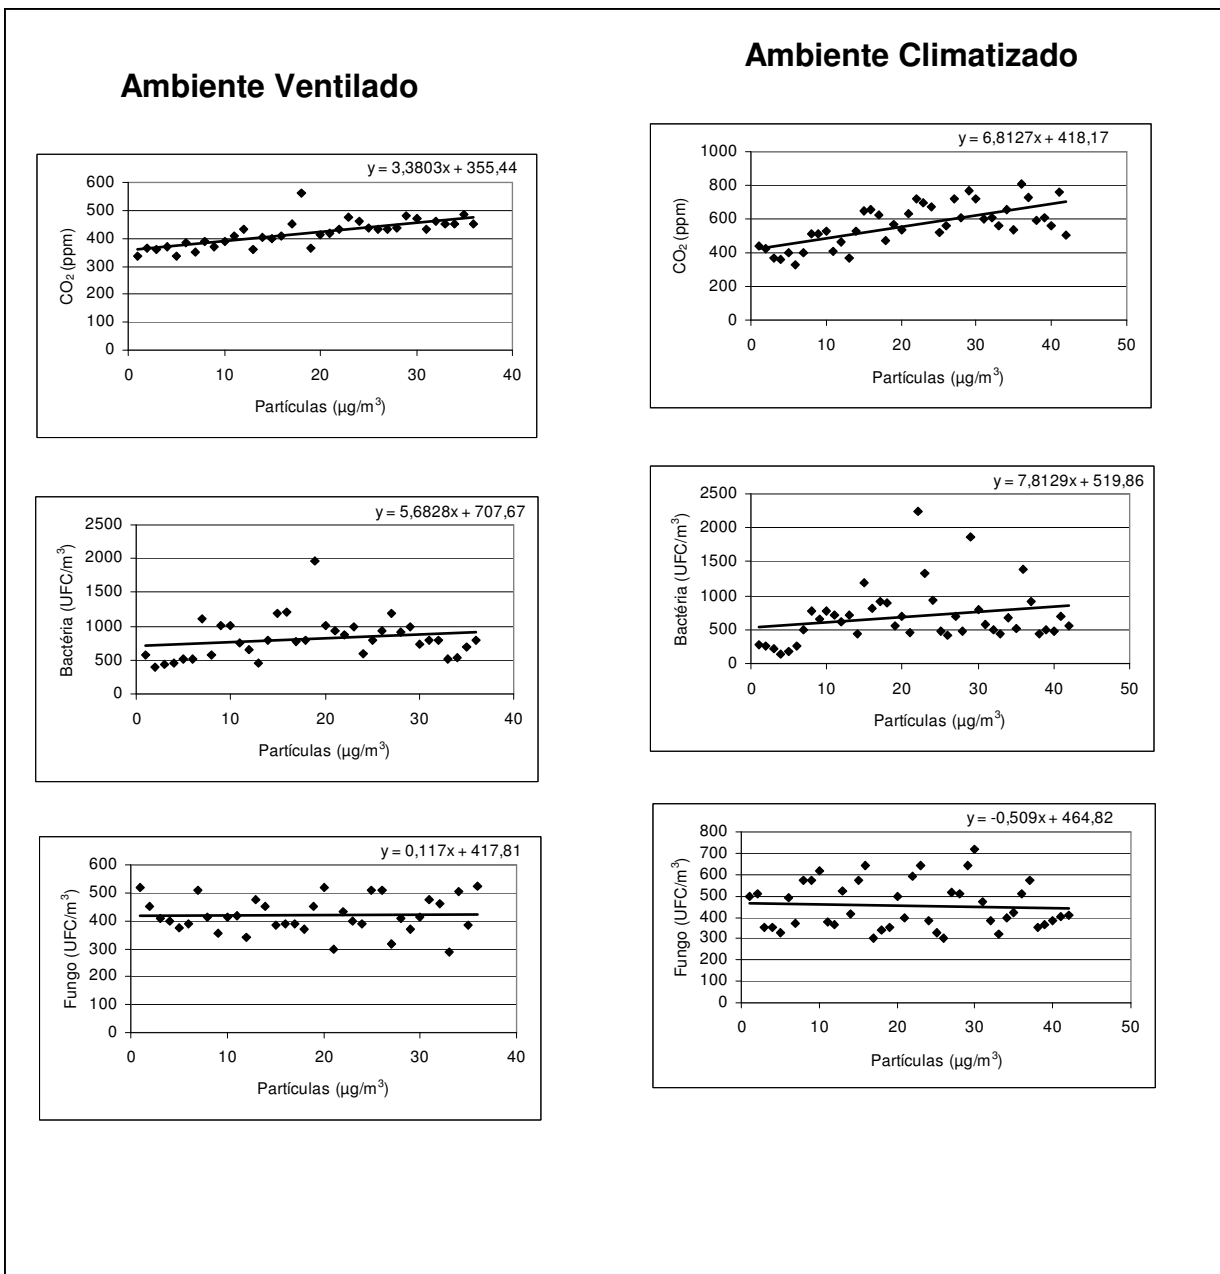 Ambiente Ventilado
Ambiente Climatizado
y = 3,3803x + 355,44
600
500
400
300
200
100
0
CO₂ (ppm)
0 10 20 30 40
Partículas (µg/m³)
y = 6,8127x + 418,17
1000
800
600
400
200
0
CO₂ (ppm)
0 10 20 30 40 50
Partículas (µg/m³)
y = 5,6828x + 707,67
2500
2000
1500
1000
500
0
Bactéria (UFC/m³)
0 10 20 30 40
Partículas (µg/m³)
y = 7,8129x + 519,86
2500
2000
1500
1000
500
0
Bactéria (UFC/m³)
0 10 20 30 40 50
Partículas (µg/m³)
y = 0,117x + 417,81
600
500
400
300
200
100
0
Fungo (UFC/m³)
0 10 20 30 40
Partículas (µg/m³)
y = -0,509x + 464,82
800
700
600
500
400
300
200
100
0
Fungo (UFC/m³)
0 10 20 30 40 50
Partículas (µg/m³)